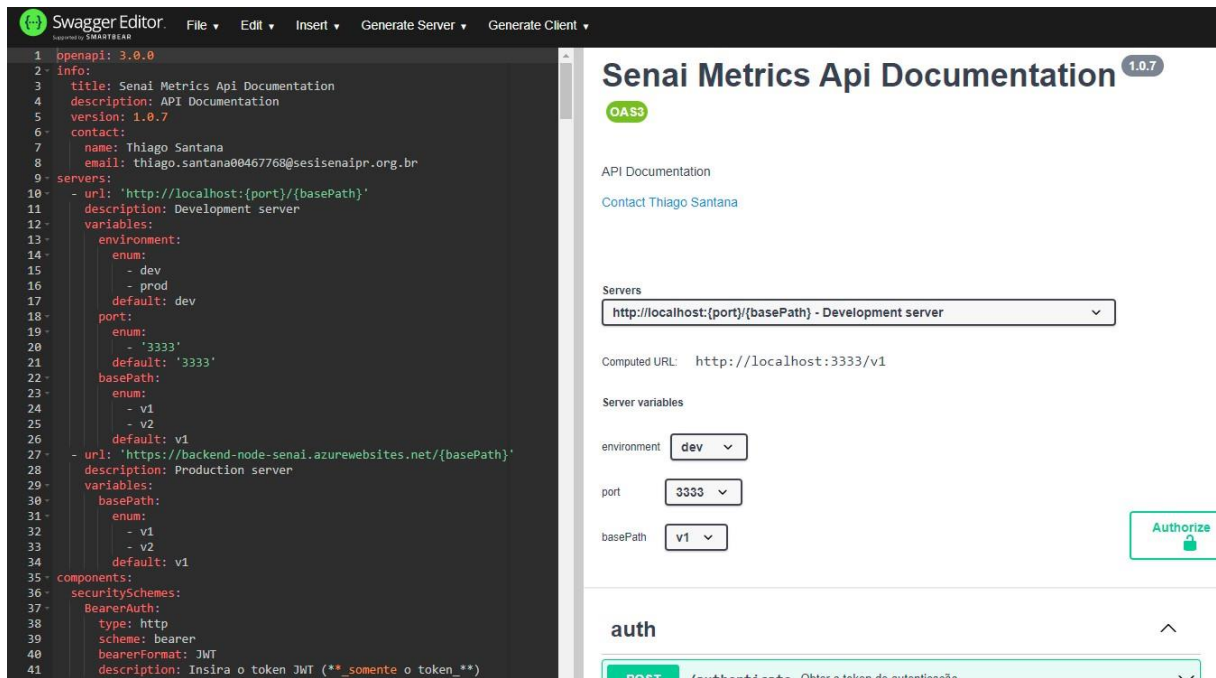 Swagger Editor.
Supported by SMARTBEAR
File ▾ Edit ▾ Insert ▾ Generate Server ▾ Generate Client ▾
1 openapi: 3.0.0
2 info:
3 title: Senai Metrics Api Documentation
4 description: API Documentation
5 version: 1.0.7
6 contact:
7 name: Thiago Santana
8 email: thiago.santana00467768@sesisenaipr.org.br
9 servers:
10 - url: 'http://localhost:{port}/{basePath}'
11 description: Development server
12 variables:
13 environment:
14 enum:
15 - dev
16 - prod
17 default: dev
18 port:
19 enum:
20 - '3333'
21 default: '3333'
22 basePath:
23 enum:
24 - v1
25 - v2
26 default: v1
27 - url: 'https://backend-node-senai.azurewebsites.net/{basePath}'
28 description: Production server
29 variables:
30 basePath:
31 enum:
32 - v1
33 - v2
34 default: v1
35 components:
36 securitySchemes:
37 BearerAuth:
38 type: http
39 scheme: bearer
40 bearerFormat: JWT
41 description: Insira o token JWT (**_somente o token_**)
Senai Metrics Api Documentation 1.0.7
OAS3
API Documentation
Contact Thiago Santana
Servers
http://localhost:{port}/{basePath} - Development server
Computed URL: http://localhost:3333/v1
Server variables
environment dev
port 3333
basePath v1
Authorize
auth
POST /authenticate Obter o token de autenticação